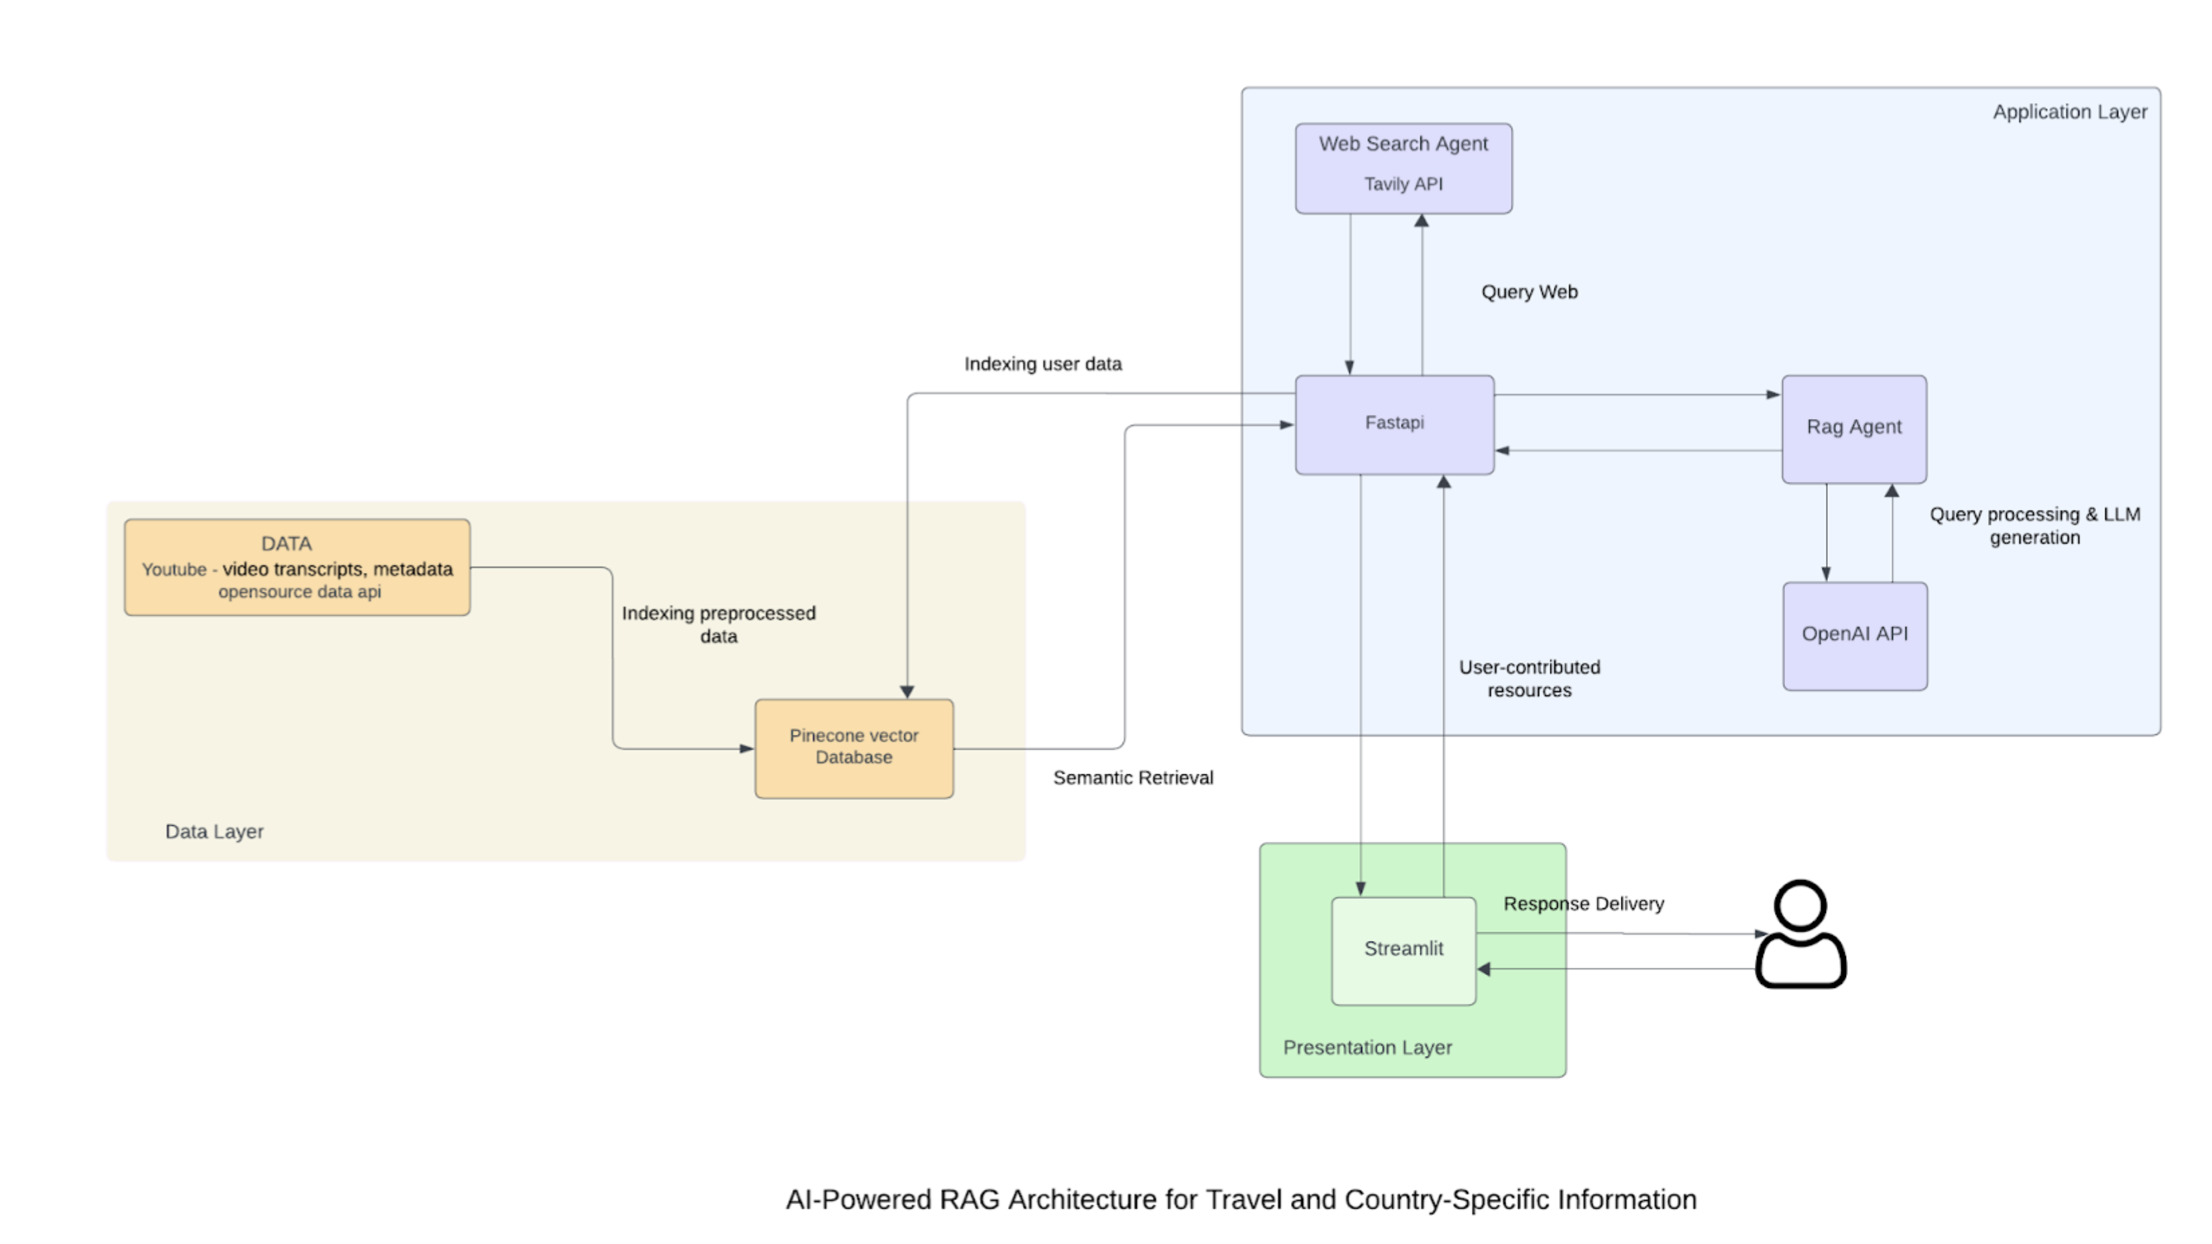 Application Layer
Web Search Agent
Tavily API
Query Web
Indexing user data
Fastapi
Rag Agent
Query processing & LLM
generation
DATA
Youtube - video transcripts, metadata
opensource data api
Indexing preprocessed
data
OpenAI API
User-contributed
resources
Pinecone vector
Database
Semantic Retrieval
Data Layer
Response Delivery
Streamlit
Presentation Layer
AI-Powered RAG Architecture for Travel and Country-Specific Information